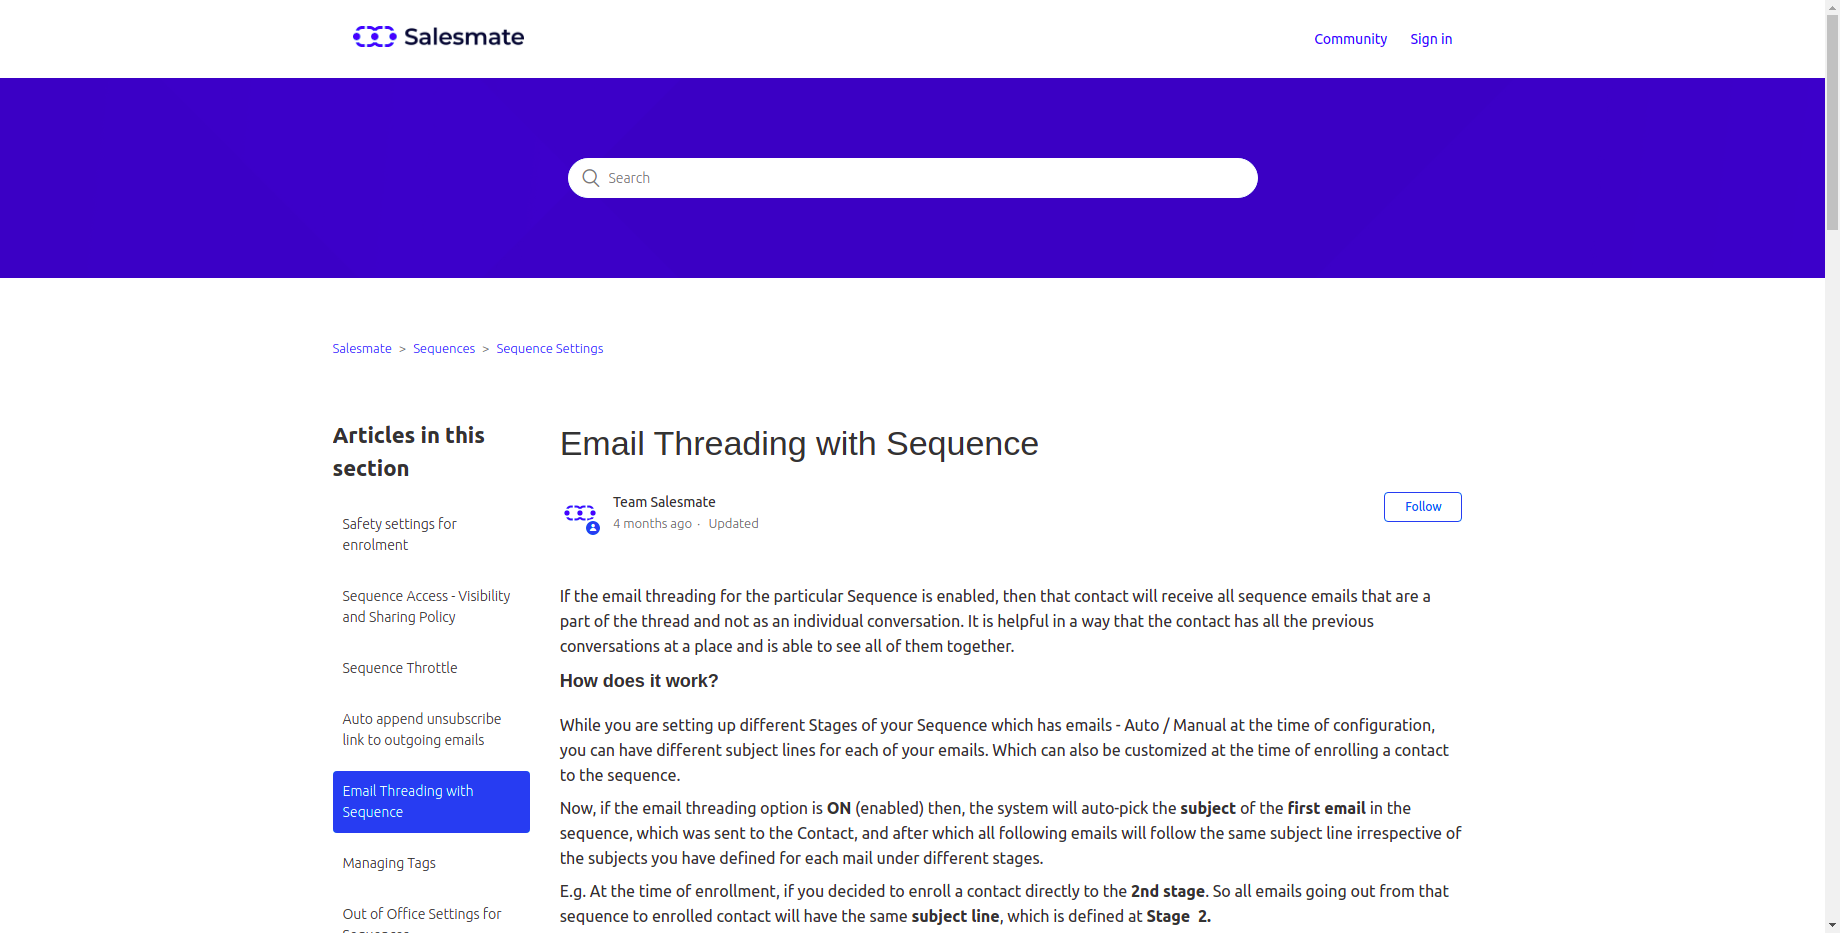 Salesmate
Community Sign in
Search
Salesmate > Sequences > Sequence Settings
Articles in this
section
Safety settings for
enrolment
Sequence Access - Visibility
and Sharing Policy
Sequence Throttle
Auto append unsubscribe
link to outgoing emails
Email Threading with
Sequence
Managing Tags
Out of Office Settings for
Email Threading with Sequence
Team Salesmate
4 months ago · Updated
Follow
If the email threading for the particular Sequence is enabled, then that contact will receive all sequence emails that are a
part of the thread and not as an individual conversation. It is helpful in a way that the contact has all the previous
conversations at a place and is able to see all of them together.
How does it work?
While you are setting up different Stages of your Sequence which has emails - Auto / Manual at the time of configuration,
you can have different subject lines for each of your emails. Which can also be customized at the time of enrolling a contact
to the sequence.
Now, if the email threading option is ON (enabled) then, the system will auto-pick the subject of the first email in the
sequence, which was sent to the Contact, and after which all following emails will follow the same subject line irrespective of
the subjects you have defined for each mail under different stages.
E.g. At the time of enrollment, if you decided to enroll a contact directly to the 2nd stage. So all emails going out from that
sequence to enrolled contact will have the same subject line, which is defined at Stage 2.